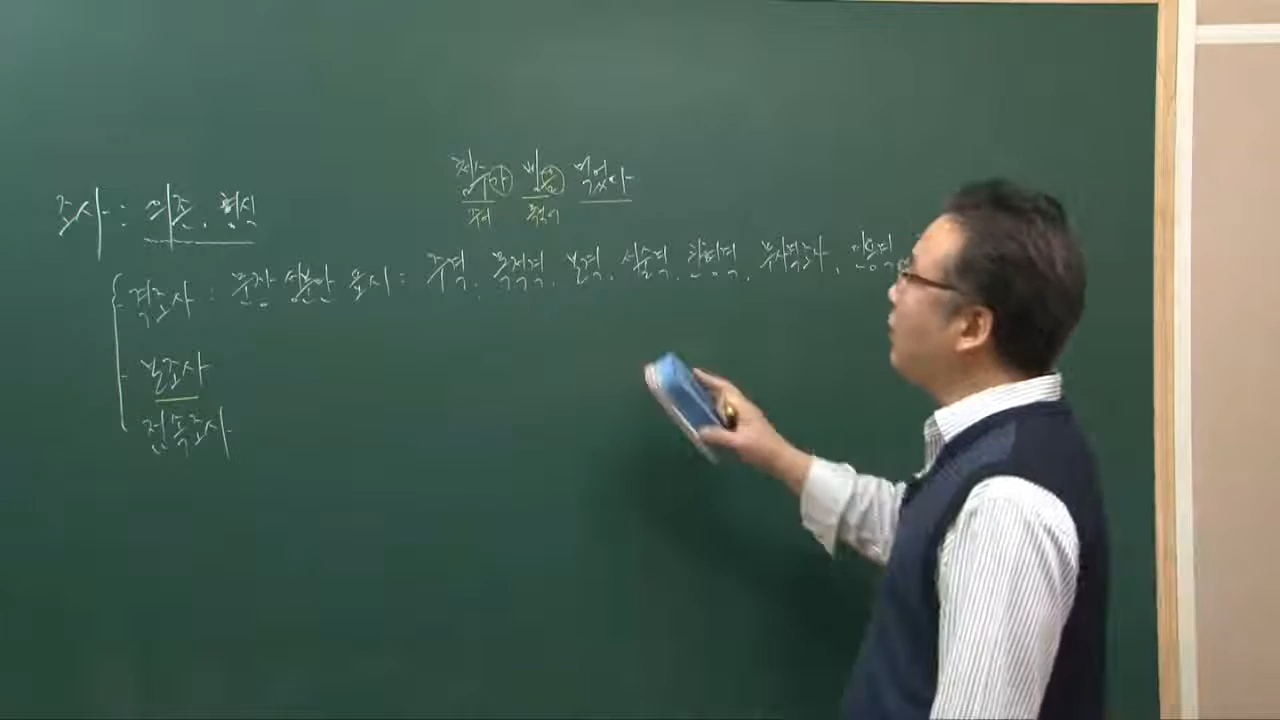 철수가 밥을 먹었다
주어 목적어
조사 : 의존, 형식
격조사 : 문장 성분 표시 : 주격, 목적격, 보격, 서술격, 관형격, 부사격조사,
보조사
접속조사